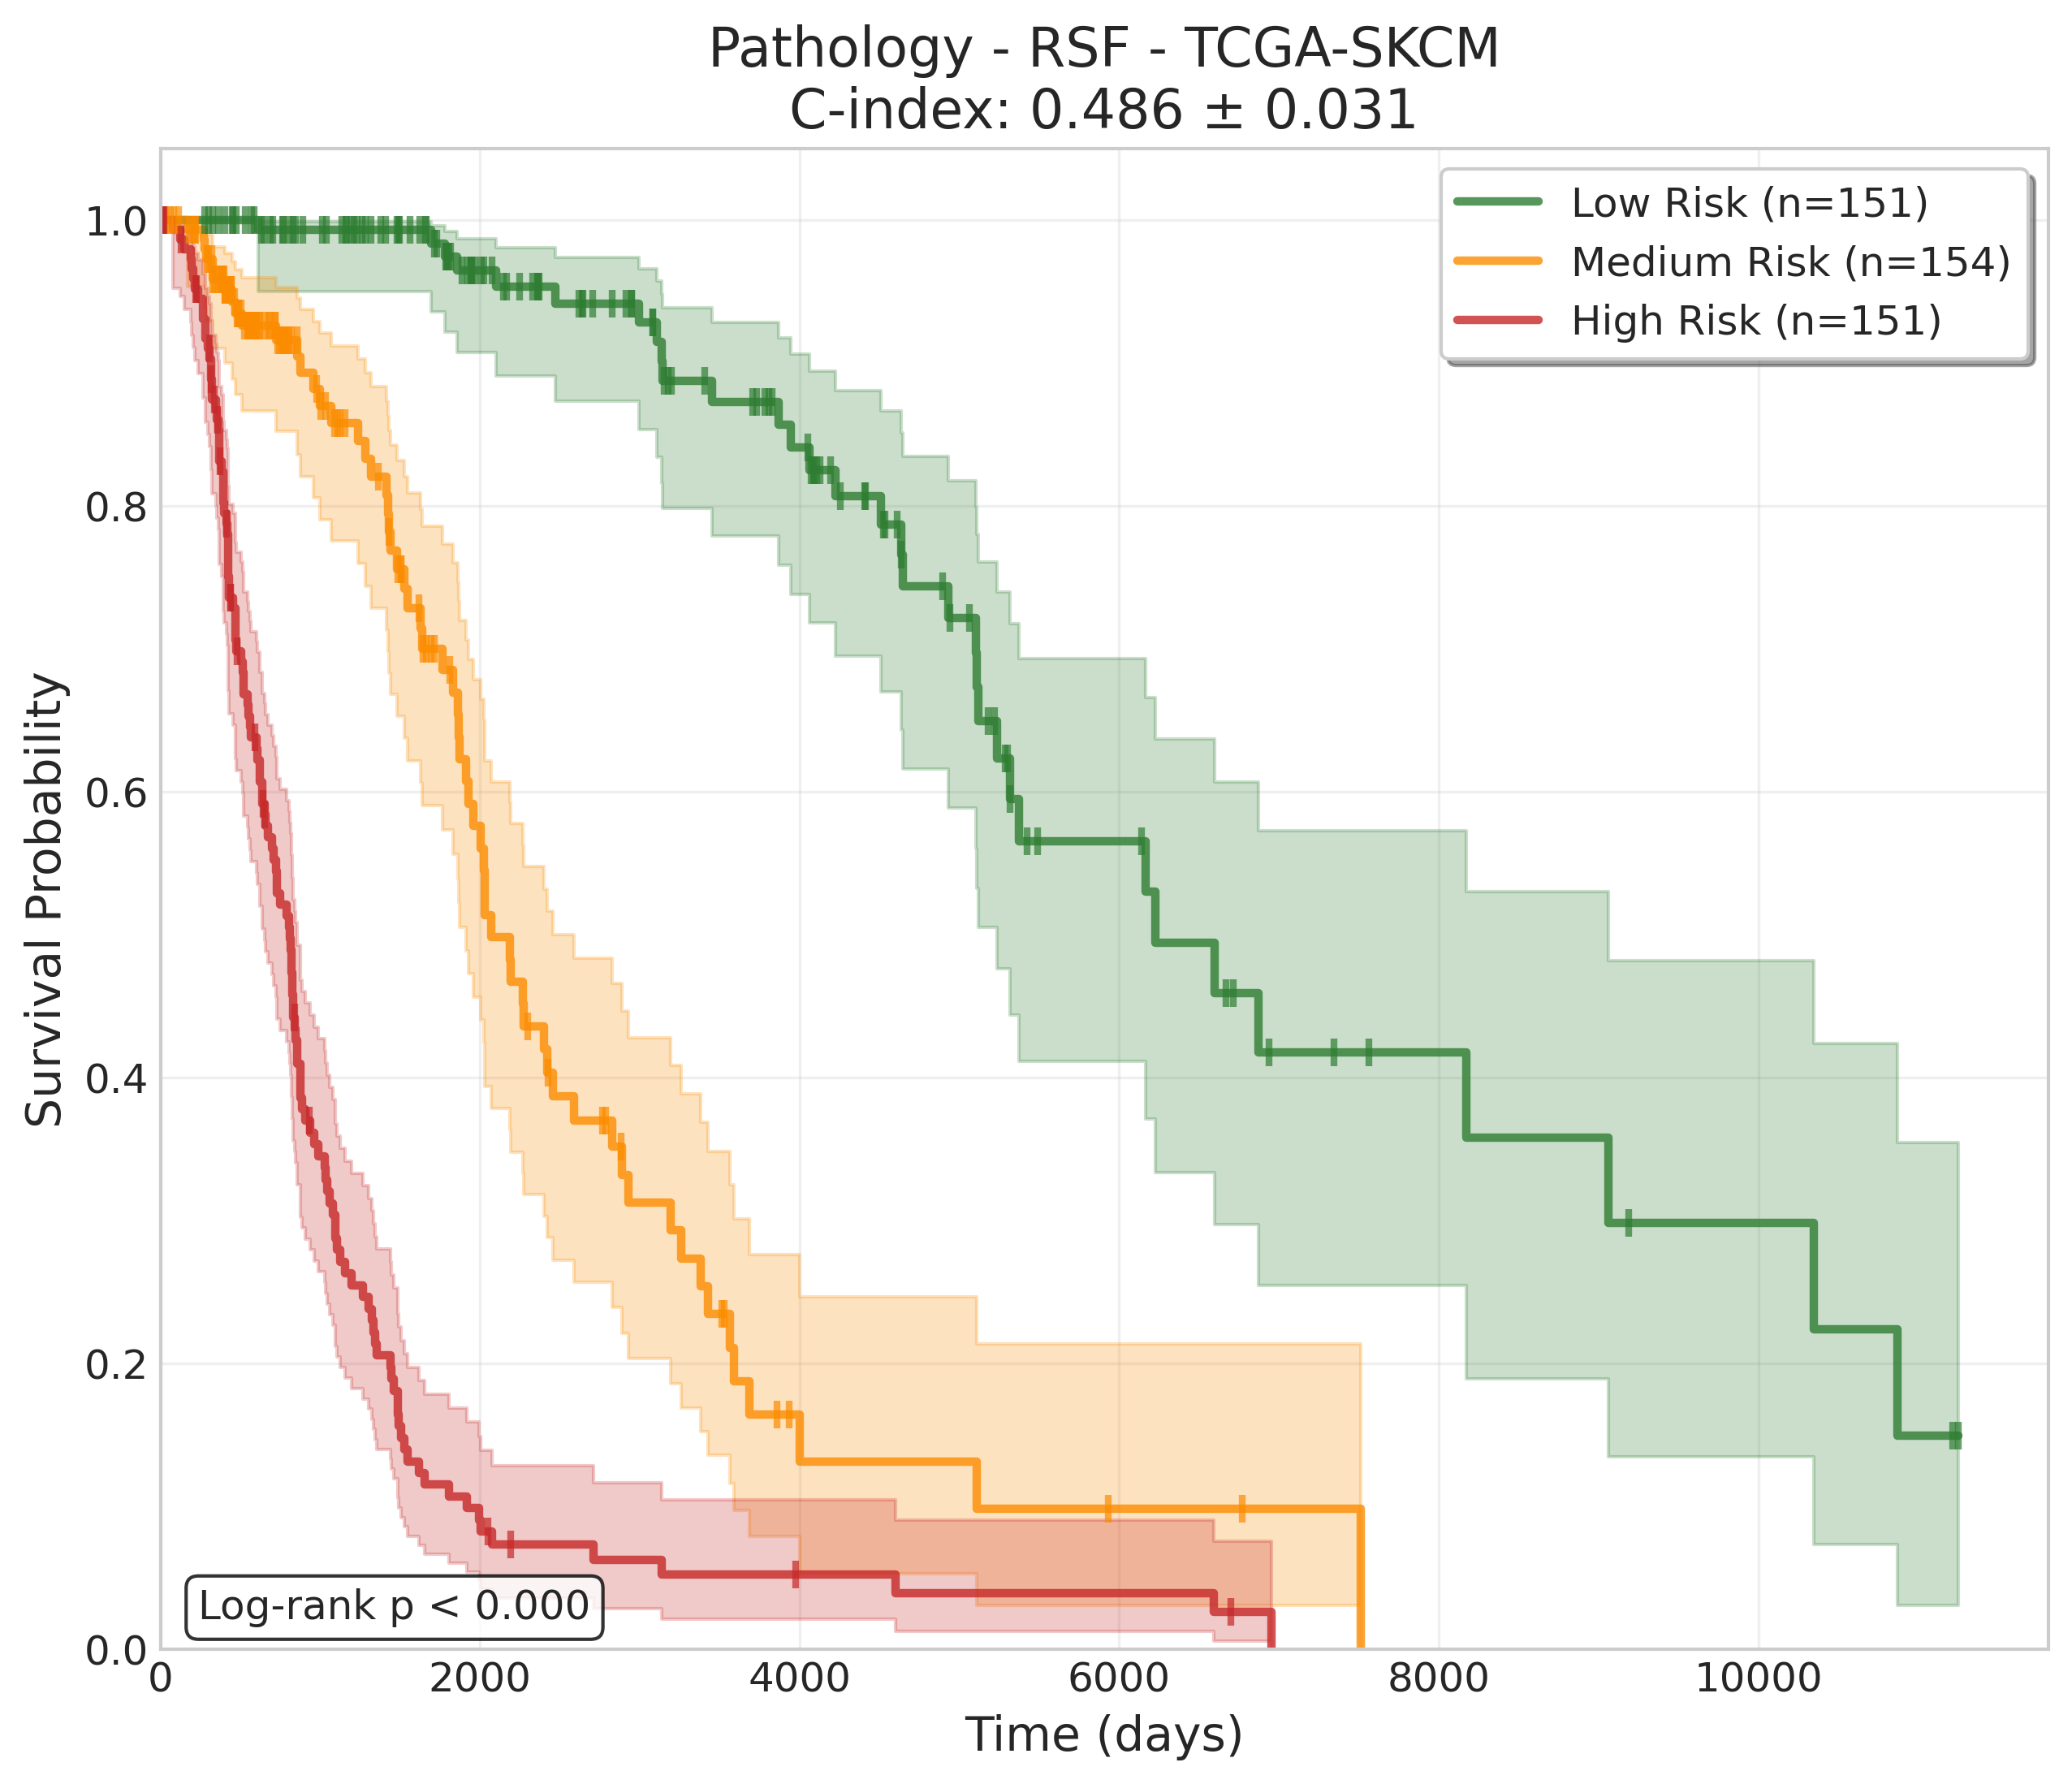 Pathology - RSF - TCGA-SKCM
C-index: 0.486 ± 0.031
Low Risk (n=151)
Medium Risk (n=154)
High Risk (n=151)
Survival Probability
1.0
0.8
0.6
0.4
0.2
0.0
Log-rank p < 0.000
0 2000 4000 6000 8000 10000
Time (days)